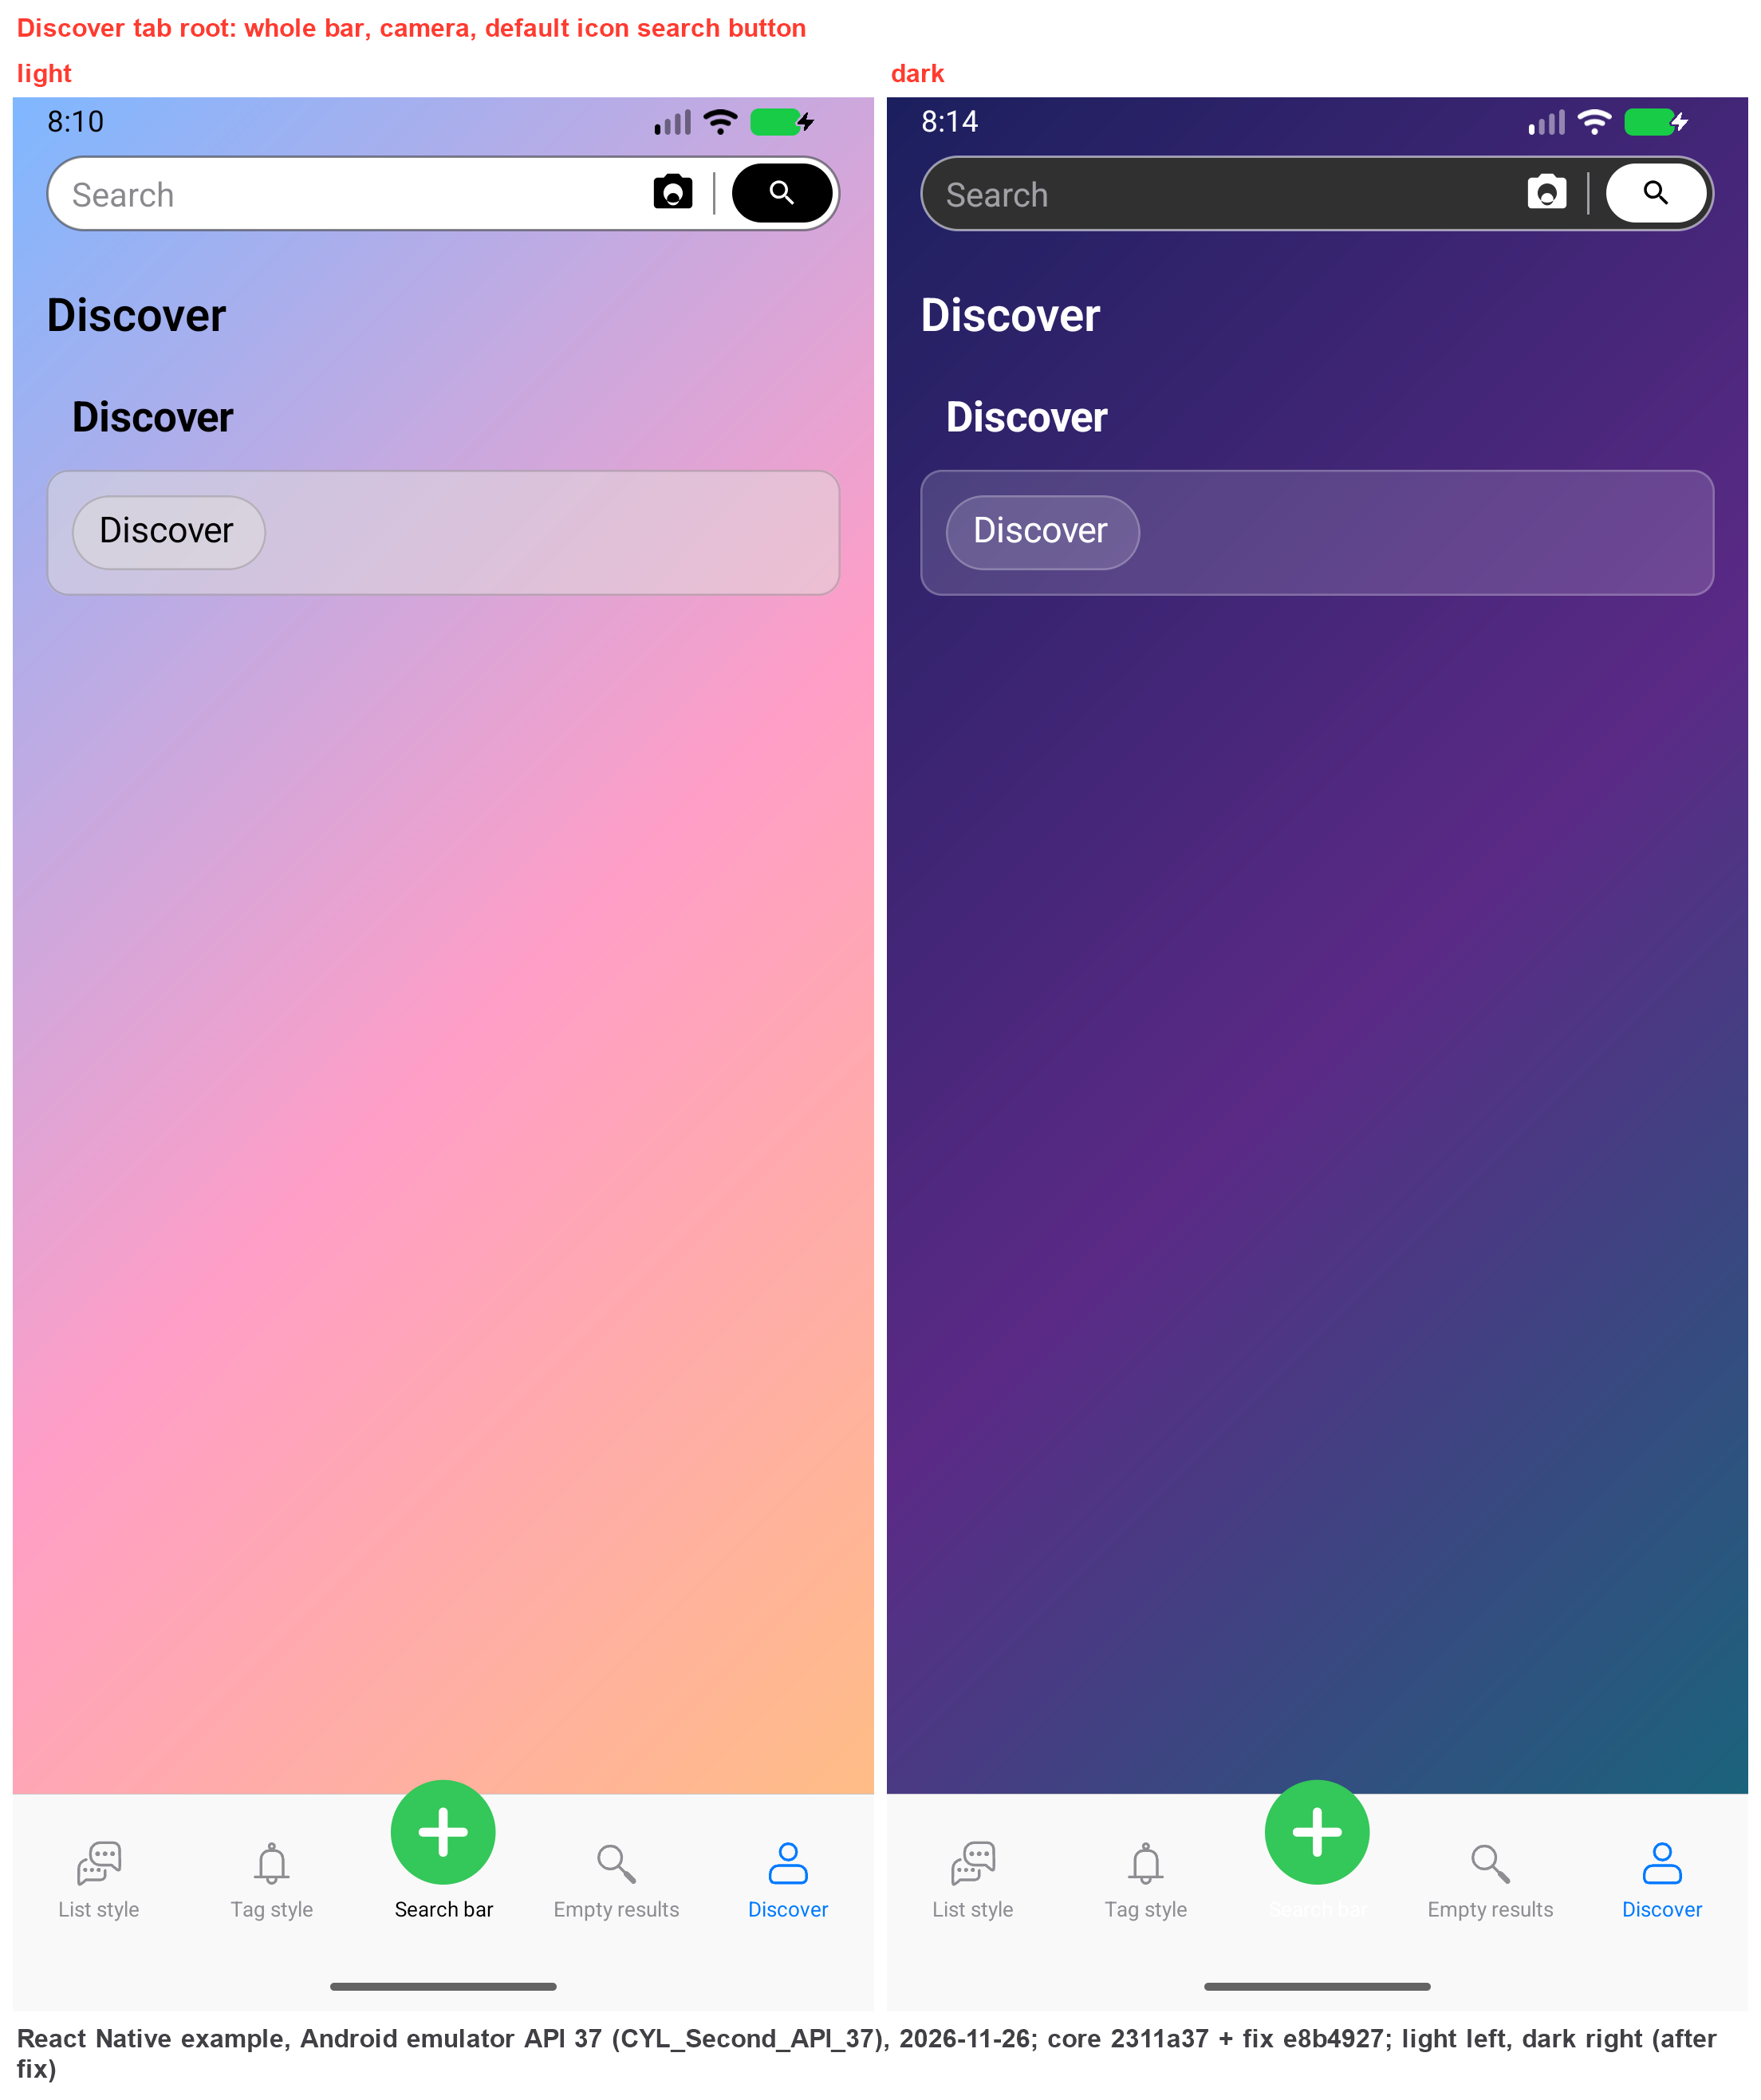 Discover tab root: whole bar, camera, default icon search button
light
dark
8:10
Search
Discover
Discover
Discover
List style
Tag style
Search bar
Empty results
Discover
8:14
Search
Discover
Discover
Discover
List style
Tag style
Search bar
Empty results
Discover
React Native example, Android emulator API 37 (CYL_Second_API_37), 2026-11-26; core 2311a37 + fix e8b4927; light left, dark right (after
fix)